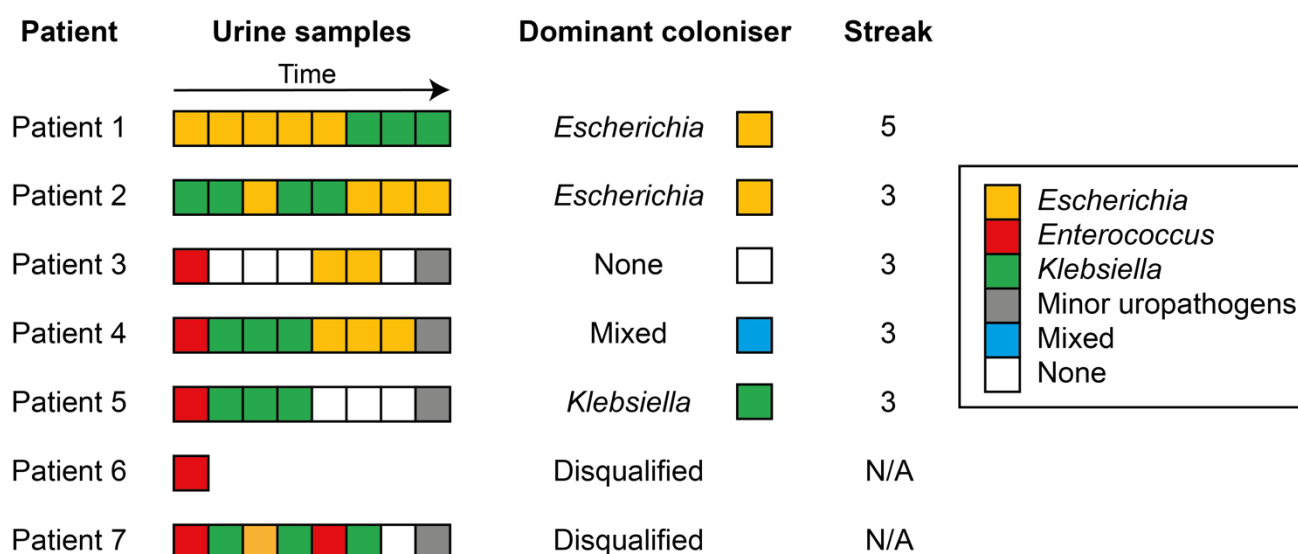 Patient Urine samples Dominant coloniser Streak
Time
Patient 1 Escherichia 5
Patient 2 Escherichia 3
Patient 3 None 3
Patient 4 Mixed 3
Patient 5 Klebsiella 3
Patient 6 Disqualified N/A
Patient 7 Disqualified N/A
Escherichia
Enterococcus
Klebsiella
Minor uropathogens
Mixed
None